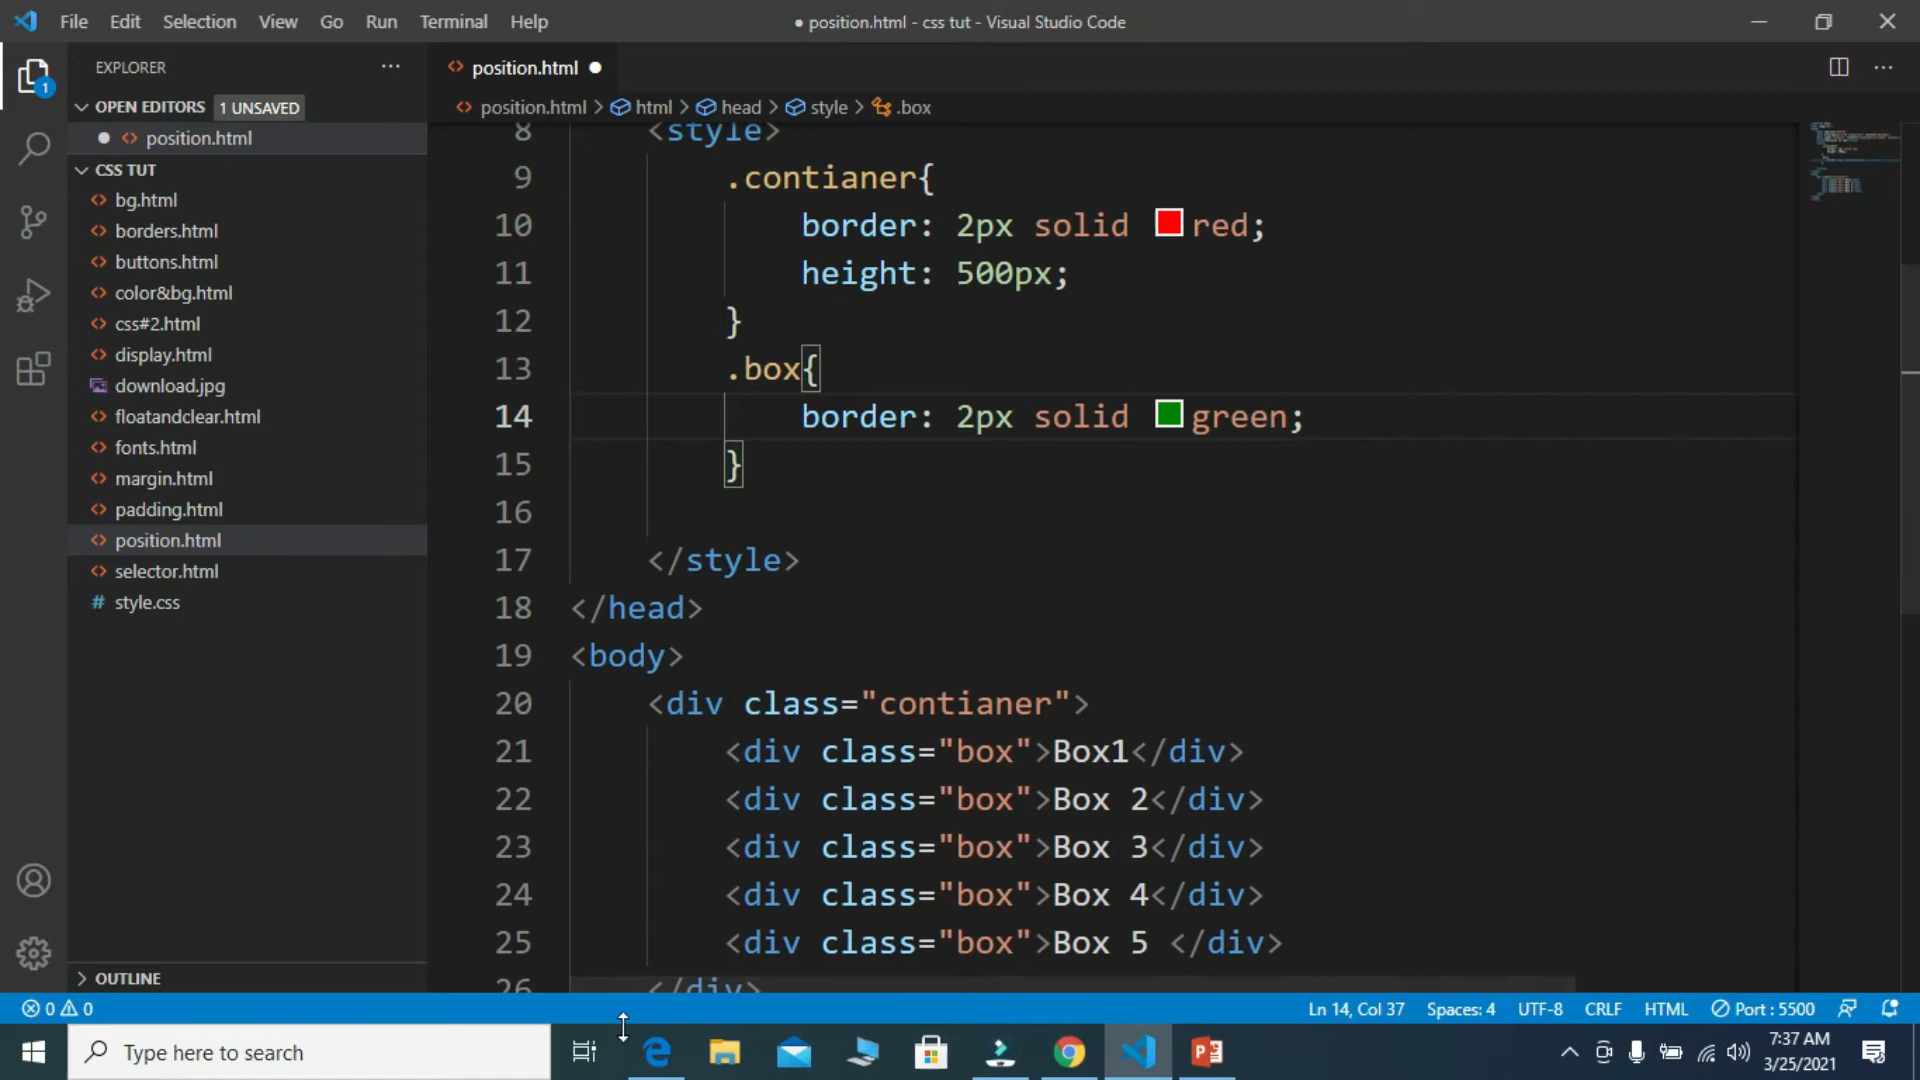 File Edit Selection View Go Run Terminal Help
● position.html - css tut - Visual Studio Code
EXPLORER
OPEN EDITORS 1 UNSAVED
position.html
CSS TUT
bg.html
borders.html
buttons.html
color&bg.html
css#2.html
display.html
download.jpg
floatandclear.html
fonts.html
margin.html
padding.html
position.html
selector.html
# style.css
OUTLINE
1
position.html ●
position.html > html > head > style > .box
8 <style>
9 .contianer{
10 border: 2px solid red;
11 height: 500px;
12 }
13 .box{
14 border: 2px solid green;
15 }
16
17 </style>
18 </head>
19 <body>
20 <div class="contianer">
21 <div class="box">Box1</div>
22 <div class="box">Box 2</div>
23 <div class="box">Box 3</div>
24 <div class="box">Box 4</div>
25 <div class="box">Box 5 </div>
26 </div>
0 0
Ln 14, Col 37 Spaces: 4 UTF-8 CRLF HTML Port : 5500
Type here to search
7:37 AM
3/25/2021